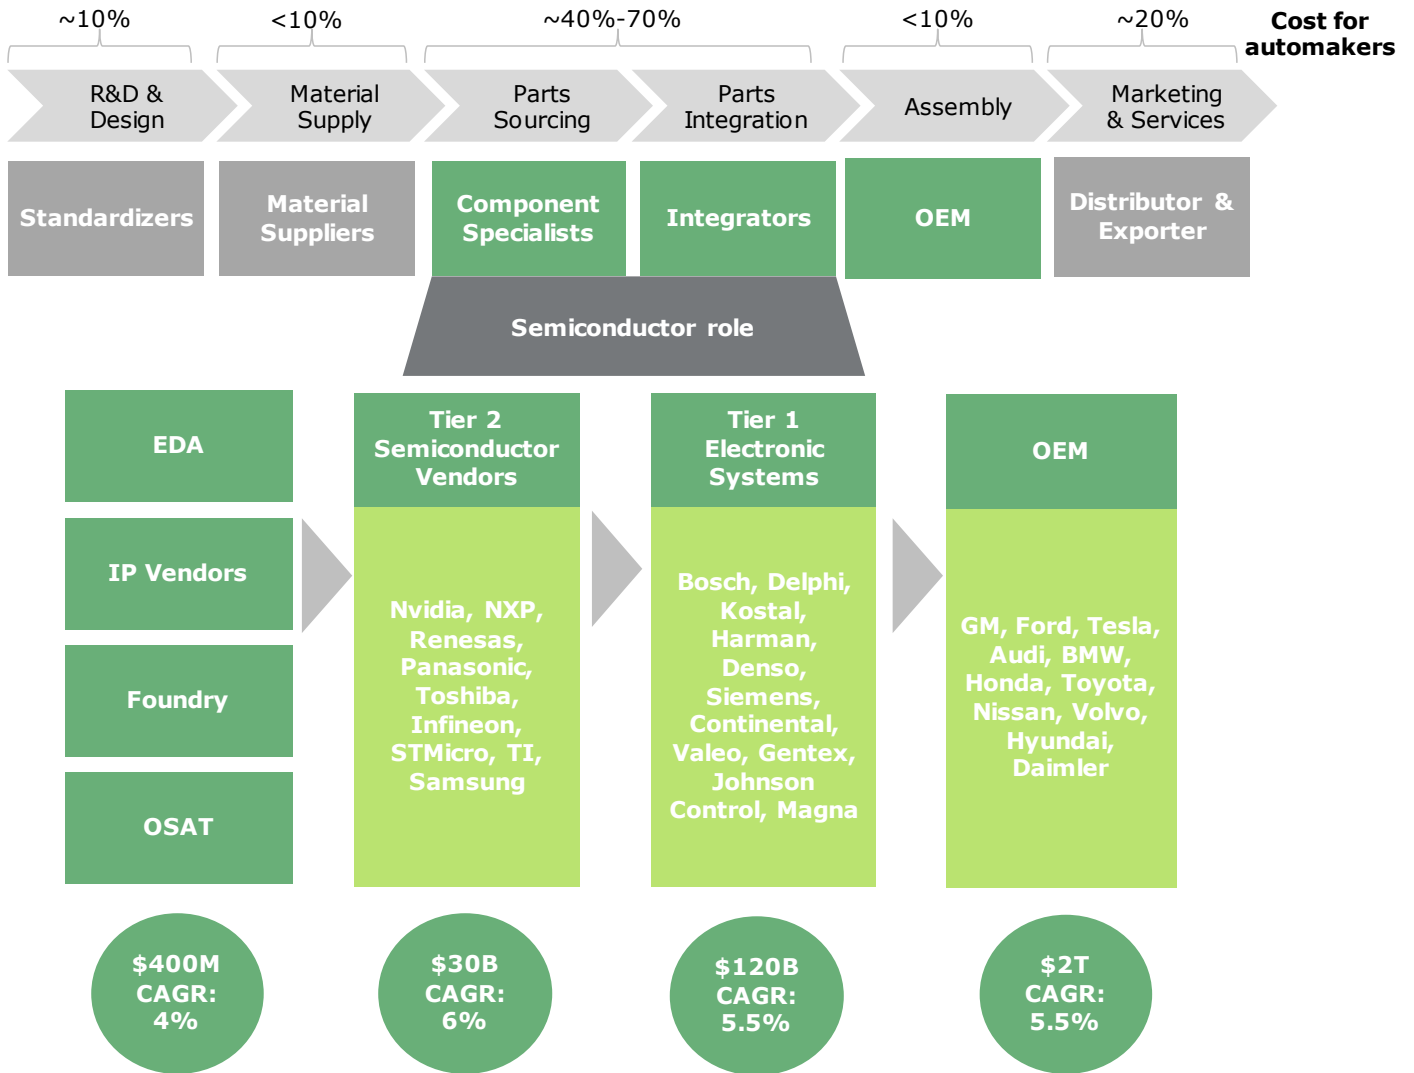 ~10%
<10%
~40%-70%
<10%
~20%
Cost for
automakers
R&D &
Design
Material
Supply
Parts
Sourcing
Parts
Integration
Assembly
Marketing
& Services
Standardizers
Material
Suppliers
Component
Specialists
Integrators
OEM
Distributor &
Exporter
Semiconductor role
EDA
IP Vendors
Foundry
OSAT
Tier 2
Semiconductor
Vendors
Nvidia, NXP,
Renesas,
Panasonic,
Toshiba,
Infineon,
STMicro, TI,
Samsung
Tier 1
Electronic
Systems
Bosch, Delphi,
Kostal,
Harman,
Denso,
Siemens,
Continental,
Valeo, Gentex,
Johnson
Control, Magna
OEM
GM, Ford, Tesla,
Audi, BMW,
Honda, Toyota,
Nissan, Volvo,
Hyundai,
Daimler
$400M
CAGR:
4%
$30B
CAGR:
6%
$120B
CAGR:
5.5%
$2T
CAGR:
5.5%